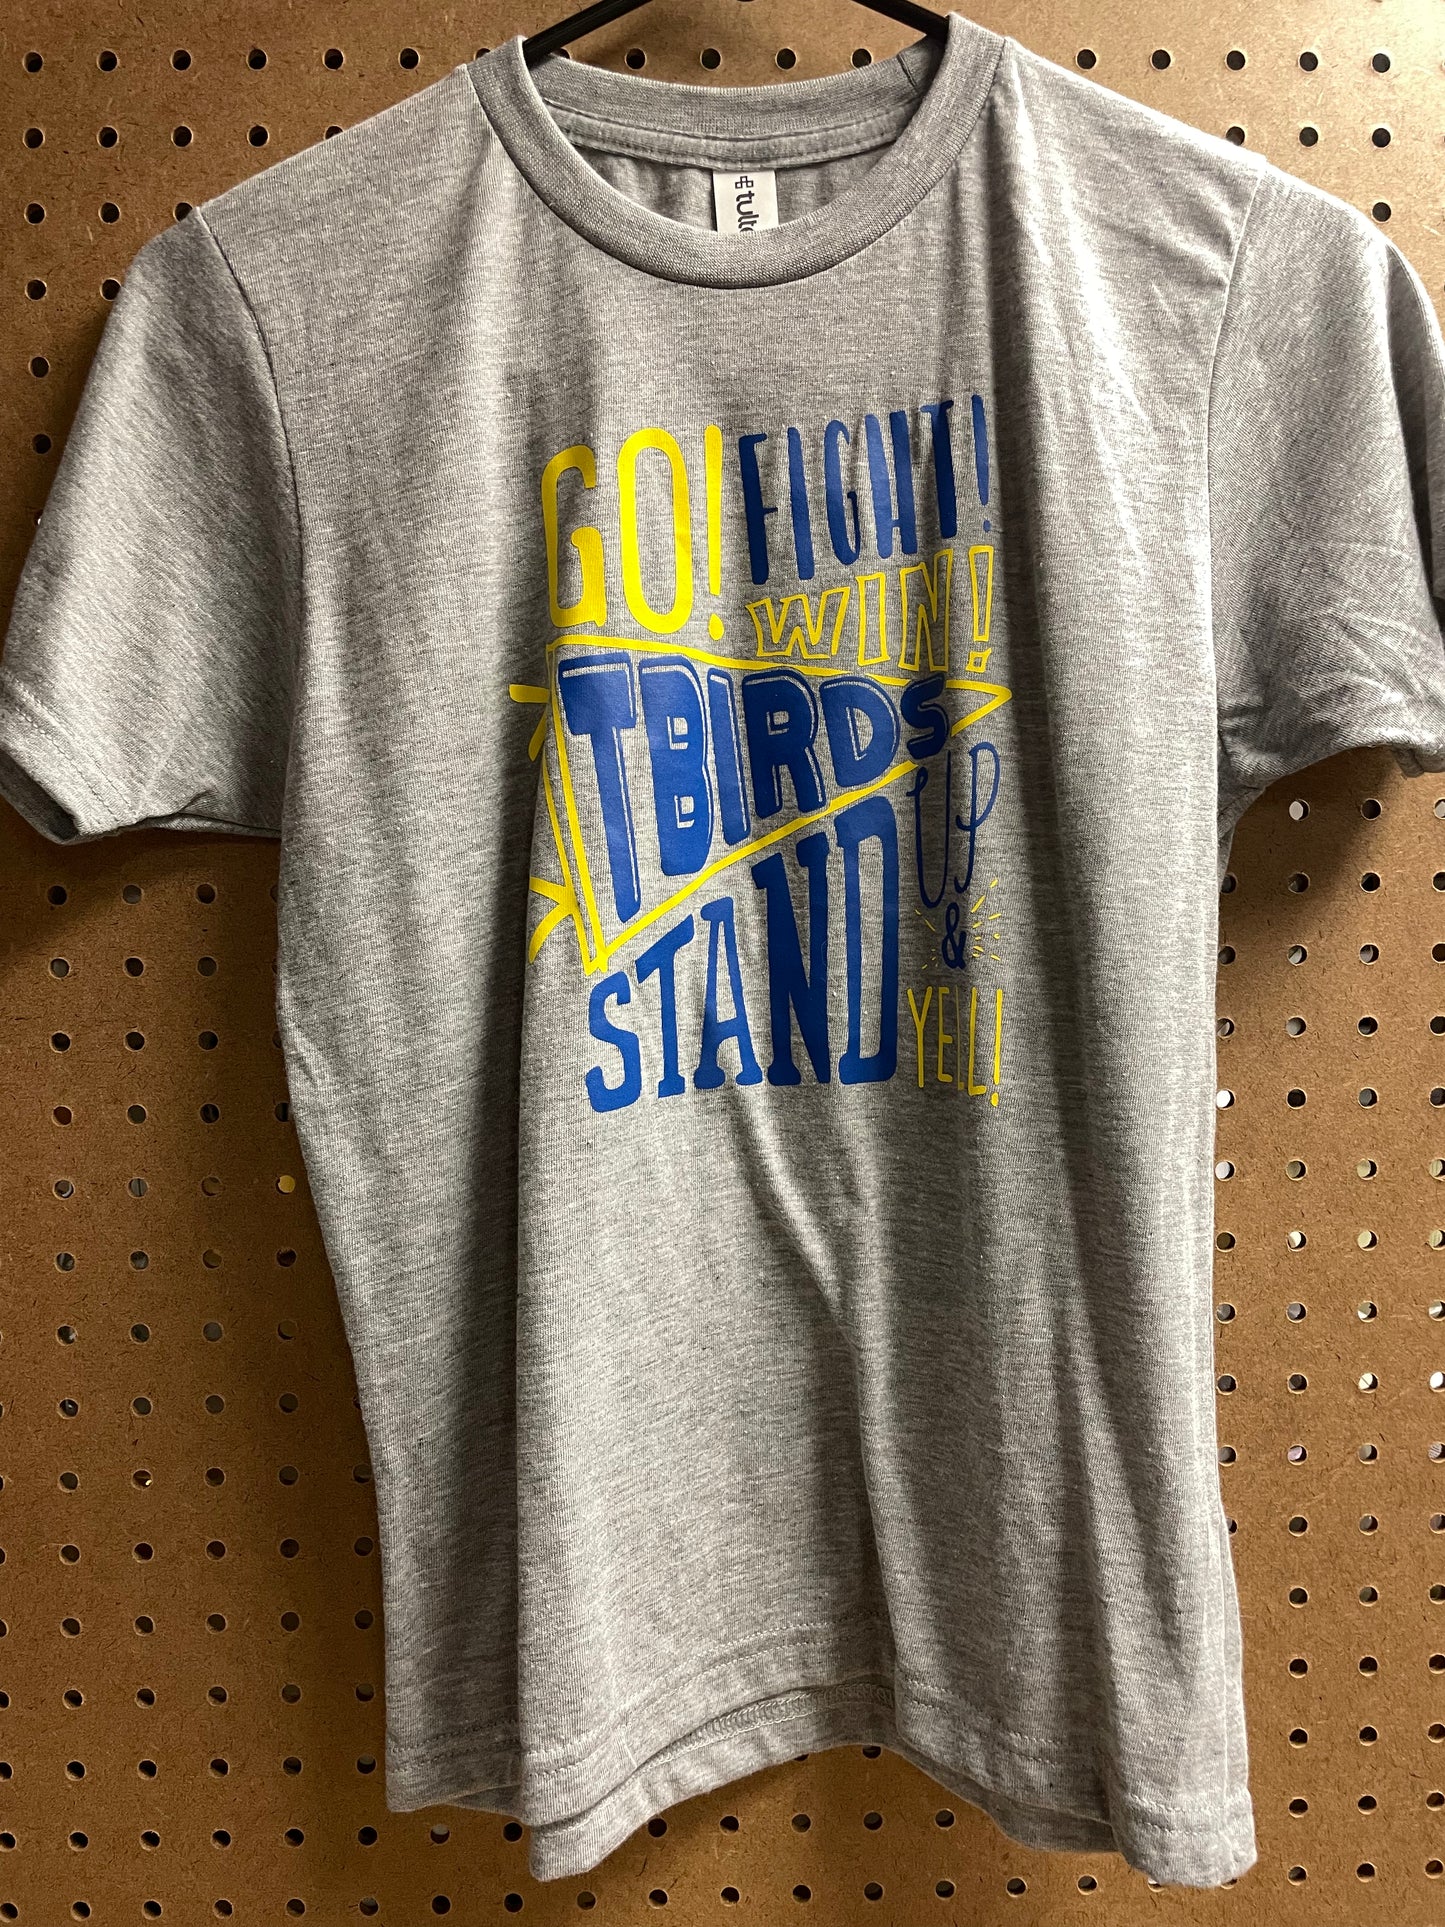 GO! FIGHT!
WIN!
TBIRDS
STAND UP
&
YELL!